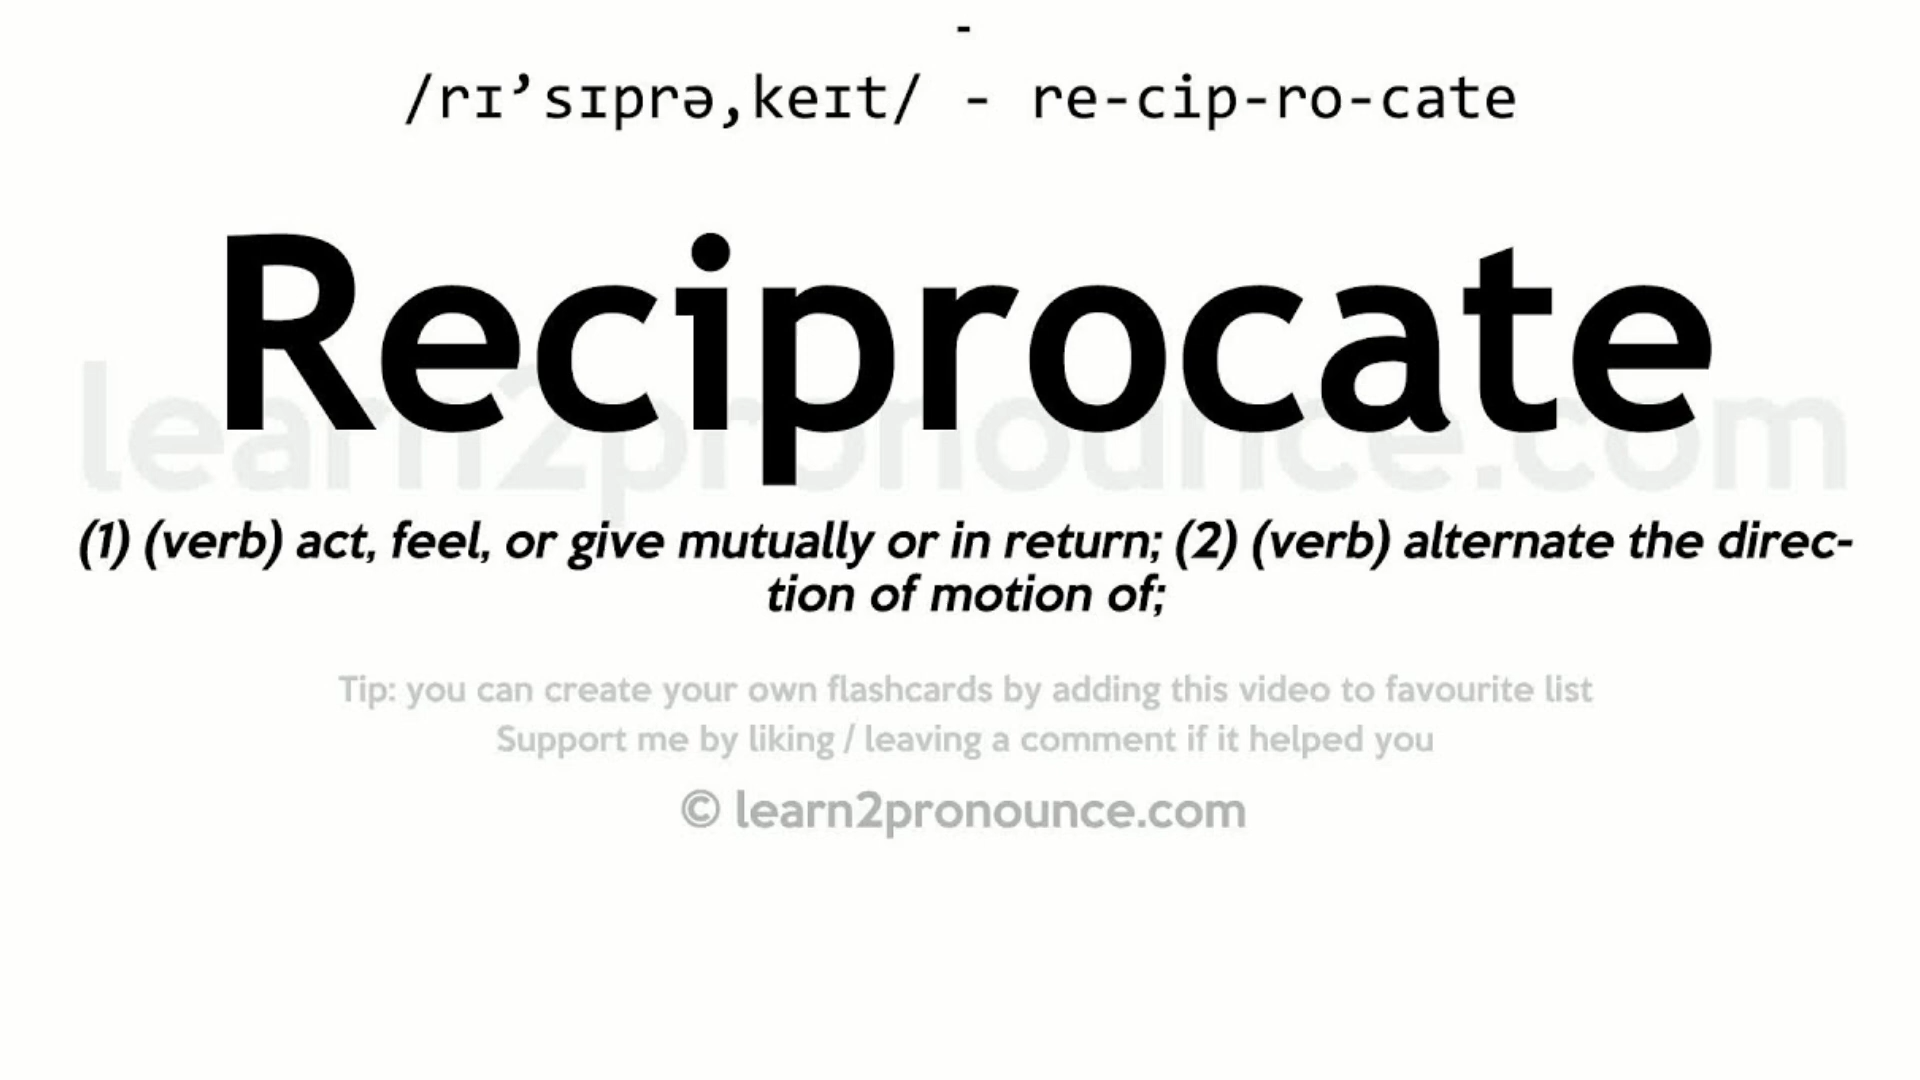 -
/rɪ’sɪprə,keɪt/ - re-cip-ro-cate
Reciprocate
learn2pronounce.com
(1) (verb) act, feel, or give mutually or in return; (2) (verb) alternate the direc-
tion of motion of;
Tip: you can create your own flashcards by adding this video to favourite list
Support me by liking / leaving a comment if it helped you
© learn2pronounce.com